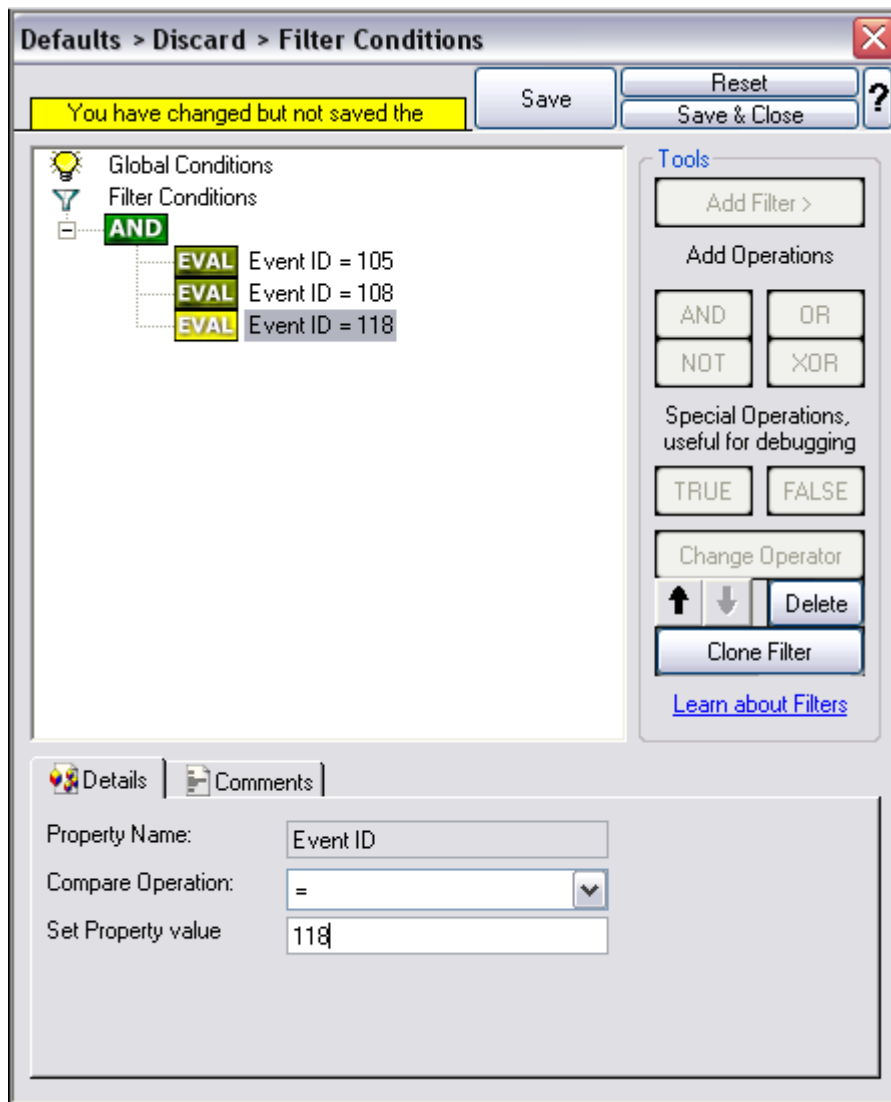 Defaults > Discard > Filter Conditions
You have changed but not saved the
Save
Reset
Save & Close
?
Global Conditions
Filter Conditions
AND
EVAL Event ID = 105
EVAL Event ID = 108
EVAL Event ID = 118
Tools
Add Filter >
Add Operations
AND OR
NOT XOR
Special Operations,
useful for debugging
TRUE FALSE
Change Operator
Delete
Clone Filter
Learn about Filters
Details Comments
Property Name: Event ID
Compare Operation: =
Set Property value 118